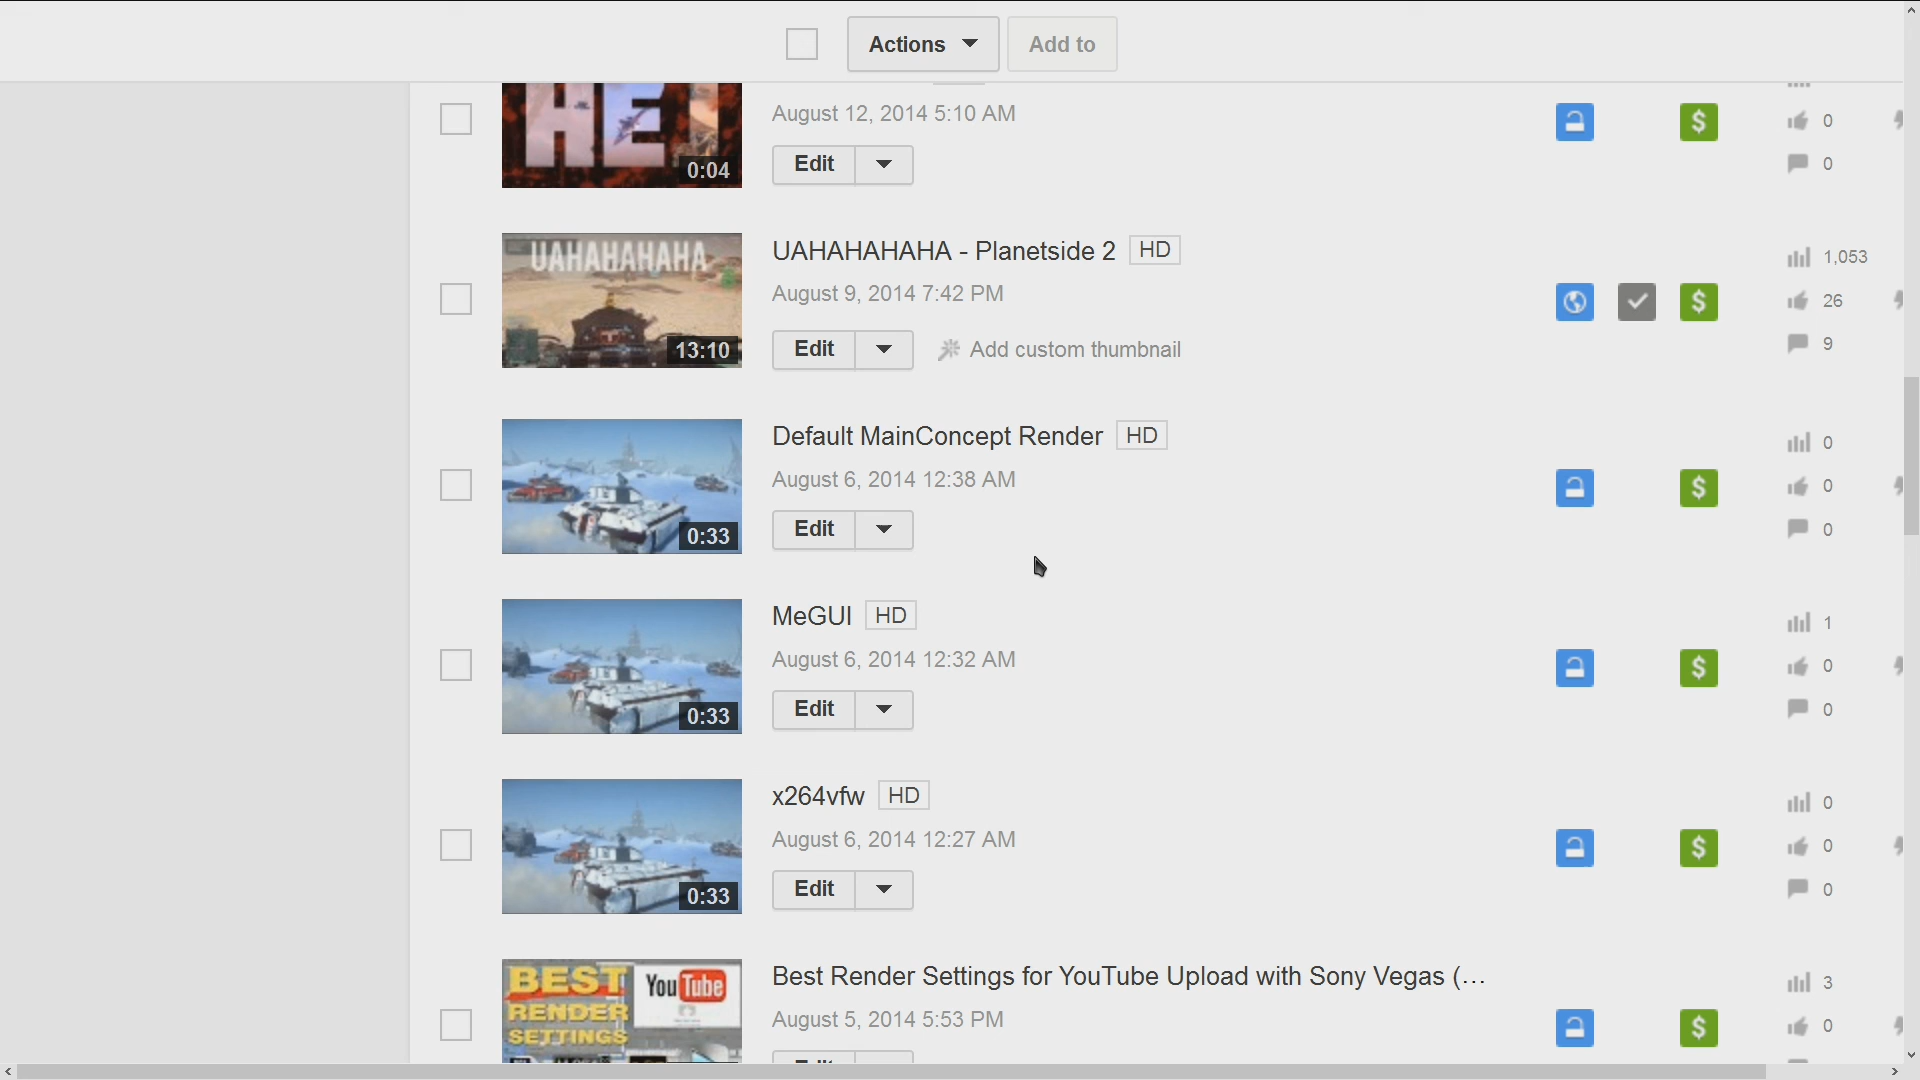 Actions Add to
HE
0:04
August 12, 2014 5:10 AM
0
Edit
0
UAHAHAHAHA
13:10
UAHAHAHAHA - Planetside 2 HD
1,053
August 9, 2014 7:42 PM
26
Edit Add custom thumbnail
9
Default MainConcept Render HD
0
August 6, 2014 12:38 AM
0
Edit
0
0:33
MeGUI HD
1
August 6, 2014 12:32 AM
0
Edit
0
0:33
x264vfw HD
0
August 6, 2014 12:27 AM
0
Edit
0
0:33
BEST
RENDER
SETTINGS
YouTube
Best Render Settings for YouTube Upload with Sony Vegas (...
3
August 5, 2014 5:53 PM
0